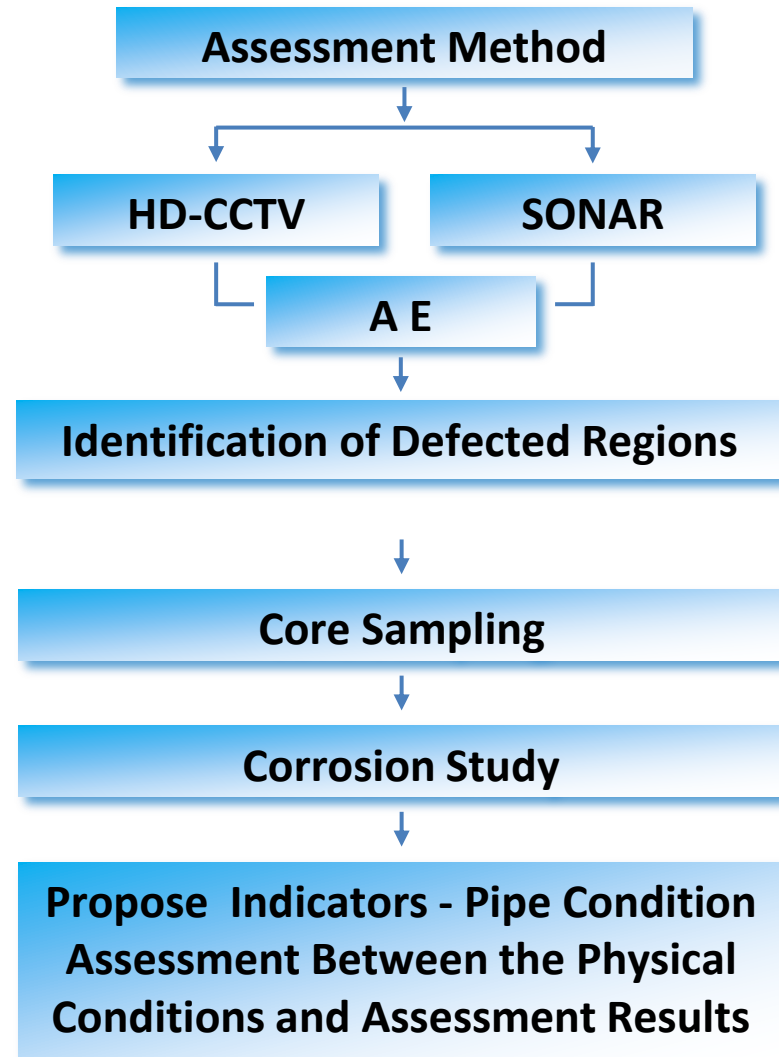 Assessment Method
HD-CCTV
SONAR
A E
Identification of Defected Regions
Core Sampling
Corrosion Study
Propose Indicators - Pipe Condition
Assessment Between the Physical
Conditions and Assessment Results